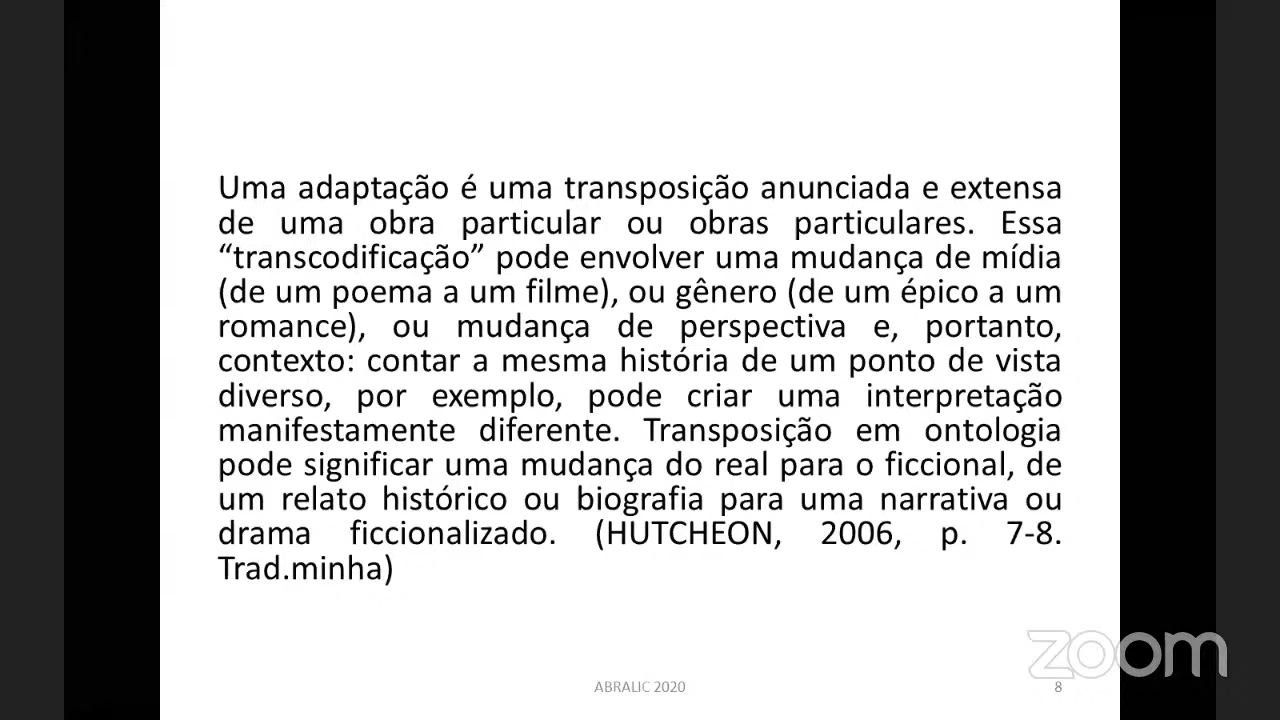 Uma adaptação é uma transposição anunciada e extensa
de uma obra particular ou obras particulares. Essa
“transcodificação” pode envolver uma mudança de mídia
(de um poema a um filme), ou gênero (de um épico a um
romance), ou mudança de perspectiva e, portanto,
contexto: contar a mesma história de um ponto de vista
diverso, por exemplo, pode criar uma interpretação
manifestamente diferente. Transposição em ontologia
pode significar uma mudança do real para o ficcional, de
um relato histórico ou biografia para uma narrativa ou
drama ficcionalizado. (HUTCHEON, 2006, p. 7-8.
Trad.minha)
zoom
ABRALIC 2020
8